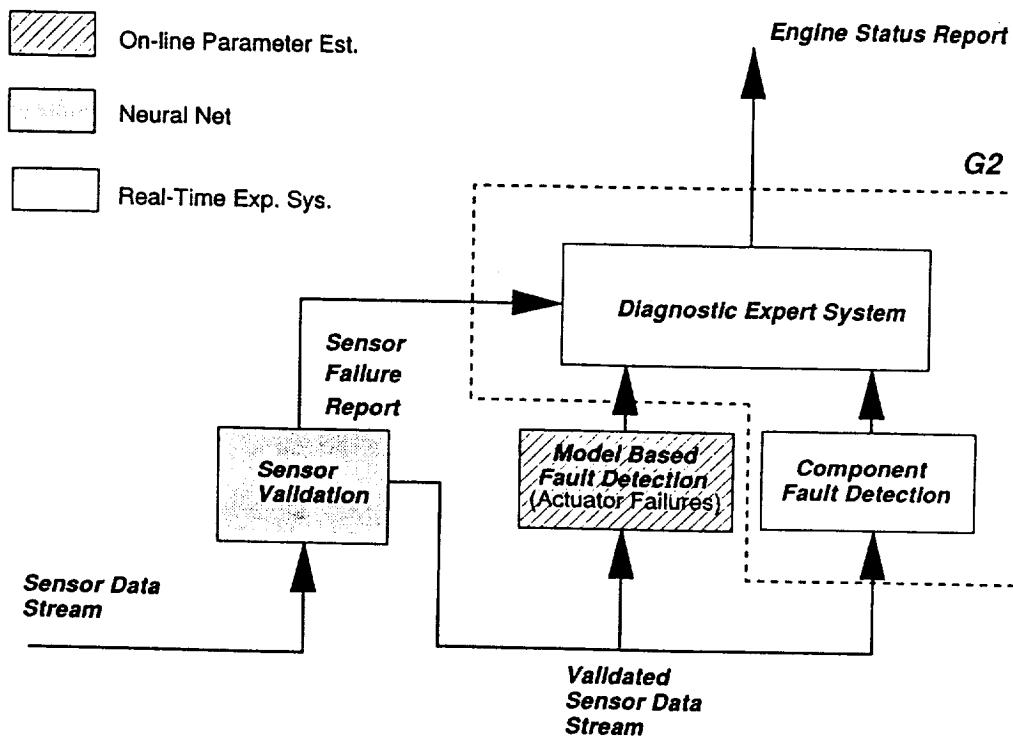 On-line Parameter Est.
Neural Net
Real-Time Exp. Sys.
Engine Status Report
G2
Diagnostic Expert System
Sensor
Failure
Report
Sensor
Validation
Model Based
Fault Detection
(Actuator Failures)
Component
Fault Detection
Sensor Data
Stream
Validated
Sensor Data
Stream